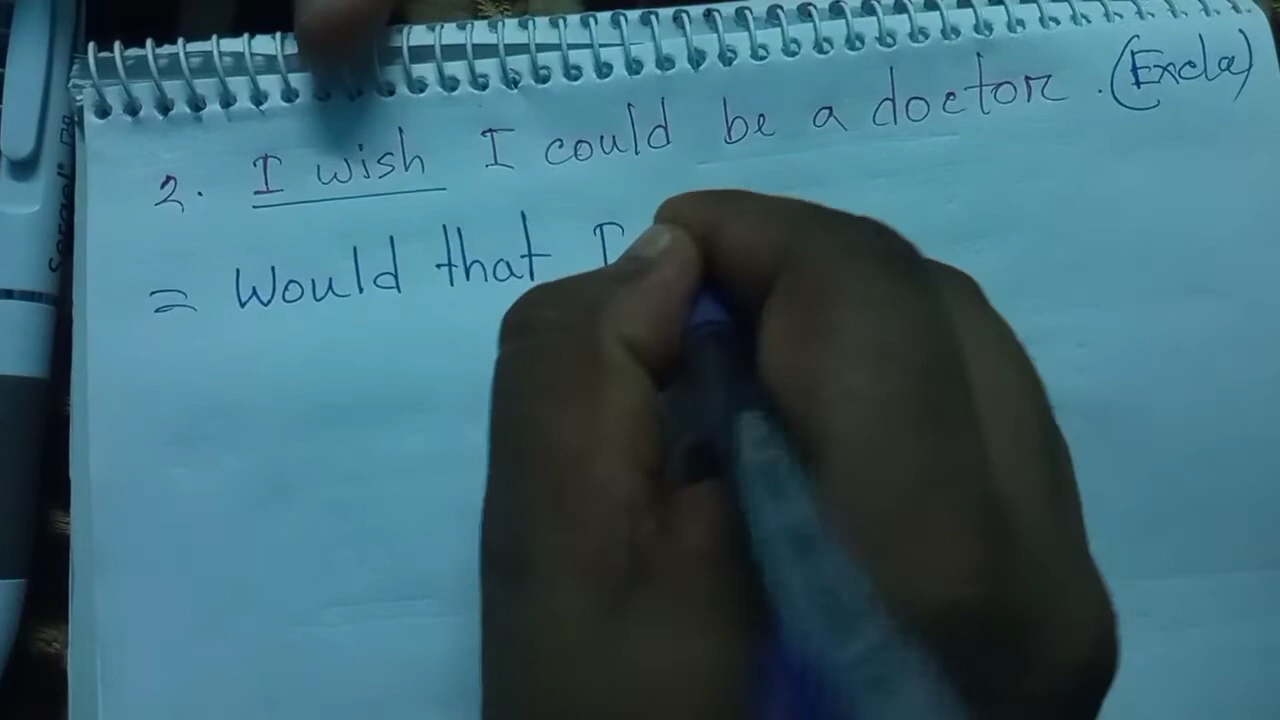 2. I wish I could be a doctor. (Excla)
= Would that I